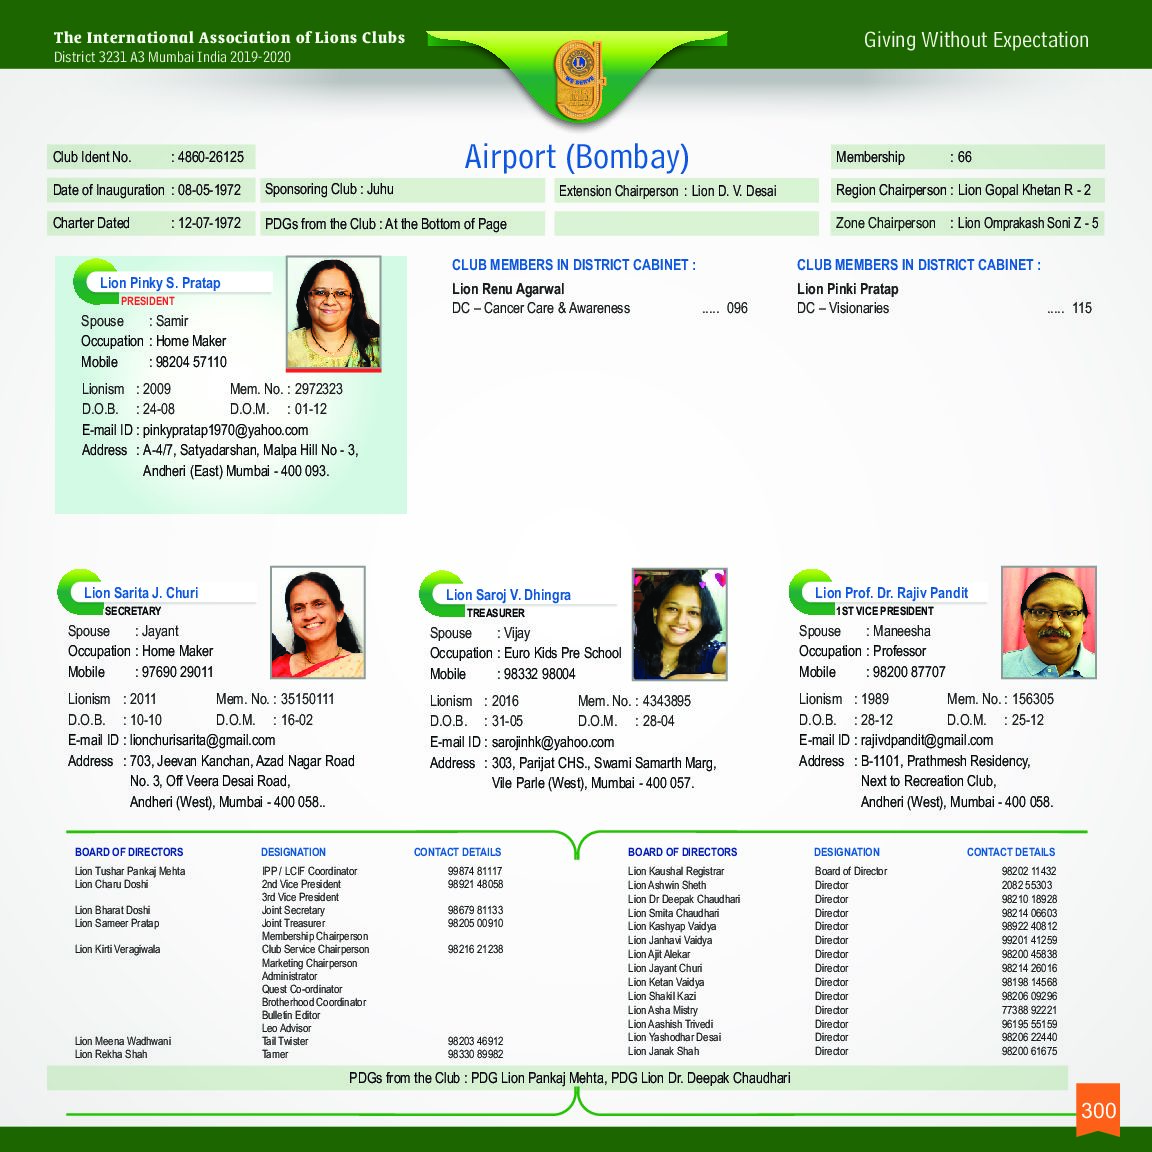 The International Association of Lions Clubs
District 3231 A3 Mumbai India 2019-2020
Giving Without Expectation
WE SERVE
Airport (Bombay)
Club Ident No. : 4860-26125
Membership : 66
Date of Inauguration : 08-05-1972
Sponsoring Club : Juhu
Extension Chairperson : Lion D. V. Desai
Region Chairperson : Lion Gopal Khetan R - 2
Charter Dated : 12-07-1972
PDGs from the Club : At the Bottom of Page
Zone Chairperson : Lion Omprakash Soni Z - 5
Lion Pinky S. Pratap
PRESIDENT
Spouse : Samir
Occupation : Home Maker
Mobile : 98204 57110
Lionism : 2009 Mem. No. : 2972323
D.O.B. : 24-08 D.O.M. : 01-12
E-mail ID : pinkypratap1970@yahoo.com
Address : A-4/7, Satyadarshan, Malpa Hill No - 3,
Andheri (East) Mumbai - 400 093.
CLUB MEMBERS IN DISTRICT CABINET :
Lion Renu Agarwal
DC – Cancer Care & Awareness ..... 096
CLUB MEMBERS IN DISTRICT CABINET :
Lion Pinki Pratap
DC – Visionaries ..... 115
Lion Sarita J. Churi
SECRETARY
Spouse : Jayant
Occupation : Home Maker
Mobile : 97690 29011
Lionism : 2011 Mem. No. : 35150111
D.O.B. : 10-10 D.O.M. : 16-02
E-mail ID : lionchurisarita@gmail.com
Address : 703, Jeevan Kanchan, Azad Nagar Road
No. 3, Off Veera Desai Road,
Andheri (West), Mumbai - 400 058..
Lion Saroj V. Dhingra
TREASURER
Spouse : Vijay
Occupation : Euro Kids Pre School
Mobile : 98332 98004
Lionism : 2016 Mem. No. : 4343895
D.O.B. : 31-05 D.O.M. : 28-04
E-mail ID : sarojinhk@yahoo.com
Address : 303, Parijat CHS., Swami Samarth Marg,
Vile Parle (West), Mumbai - 400 057.
Lion Prof. Dr. Rajiv Pandit
1ST VICE PRESIDENT
Spouse : Maneesha
Occupation : Professor
Mobile : 98200 87707
Lionism : 1989 Mem. No. : 156305
D.O.B. : 28-12 D.O.M. : 25-12
E-mail ID : rajivdpandit@gmail.com
Address : B-1101, Prathmesh Residency,
Next to Recreation Club,
Andheri (West), Mumbai - 400 058.
BOARD OF DIRECTORS DESIGNATION CONTACT DETAILS
Lion Tushar Pankaj Mehta IPP / LCIF Coordinator 99874 81117
Lion Charu Doshi 2nd Vice President 98921 48058
3rd Vice President
Lion Bharat Doshi Joint Secretary 98679 81133
Lion Sameer Pratap Joint Treasurer 98205 00910
Membership Chairperson
Lion Kirti Veragiwala Club Service Chairperson 98216 21238
Marketing Chairperson
Administrator
Quest Co-ordinator
Brotherhood Coordinator
Bulletin Editor
Leo Advisor
Lion Meena Wadhwani Tail Twister 98203 46912
Lion Rekha Shah Tamer 98330 89982
BOARD OF DIRECTORS DESIGNATION CONTACT DETAILS
Lion Kaushal Registrar Board of Director 98202 11432
Lion Ashwin Sheth Director 2082 55303
Lion Dr Deepak Chaudhari Director 98210 18928
Lion Smita Chaudhari Director 98214 06603
Lion Kashyap Vaidya Director 98922 40812
Lion Janhavi Vaidya Director 99201 41259
Lion Ajit Alekar Director 98200 45838
Lion Jayant Churi Director 98214 26016
Lion Ketan Vaidya Director 98198 14568
Lion Shakil Kazi Director 98206 09296
Lion Asha Mistry Director 77388 92221
Lion Aashish Trivedi Director 96195 55159
Lion Yashodhar Desai Director 98206 22440
Lion Janak Shah Director 98200 61675
PDGs from the Club : PDG Lion Pankaj Mehta, PDG Lion Dr. Deepak Chaudhari
300